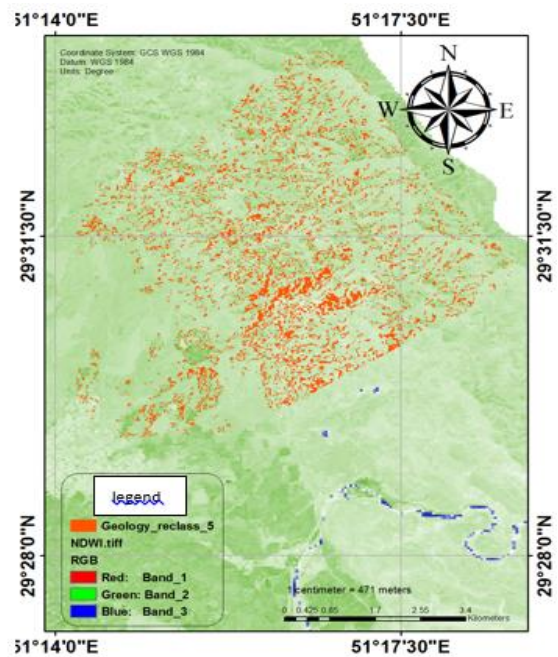 51°14'0"E
51°17'30"E
Coordinate System: GCS WGS 1984
Datum: WGS 1984
Units: Degree
N
W E
S
29°31'30"N
29°31'30"N
legend
Geology_reclass_5
NDWI.tiff
RGB
Red: Band_1
Green: Band_2
Blue: Band_3
29°28'0"N
29°28'0"N
1 centimeter = 471 meters
0 0.425 0.85 1.7 2.55 3.4
Kilometers
51°14'0"E
51°17'30"E